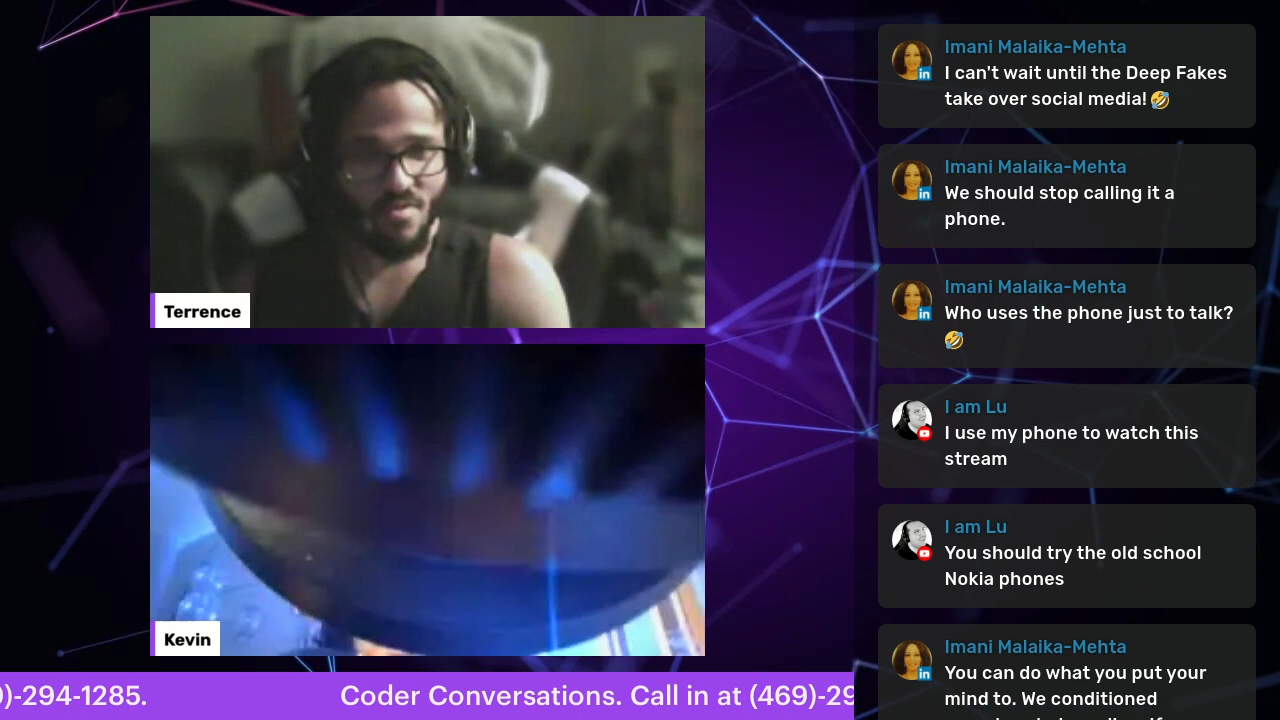 Terrence
Kevin
)-294-1285.
Coder Conversations. Call in at (469)-29
Imani Malaika-Mehta
I can't wait until the Deep Fakes
take over social media! 🤣
Imani Malaika-Mehta
We should stop calling it a
phone.
Imani Malaika-Mehta
Who uses the phone just to talk?
🤣
I am Lu
I use my phone to watch this
stream
I am Lu
You should try the old school
Nokia phones
Imani Malaika-Mehta
You can do what you put your
mind to. We conditioned